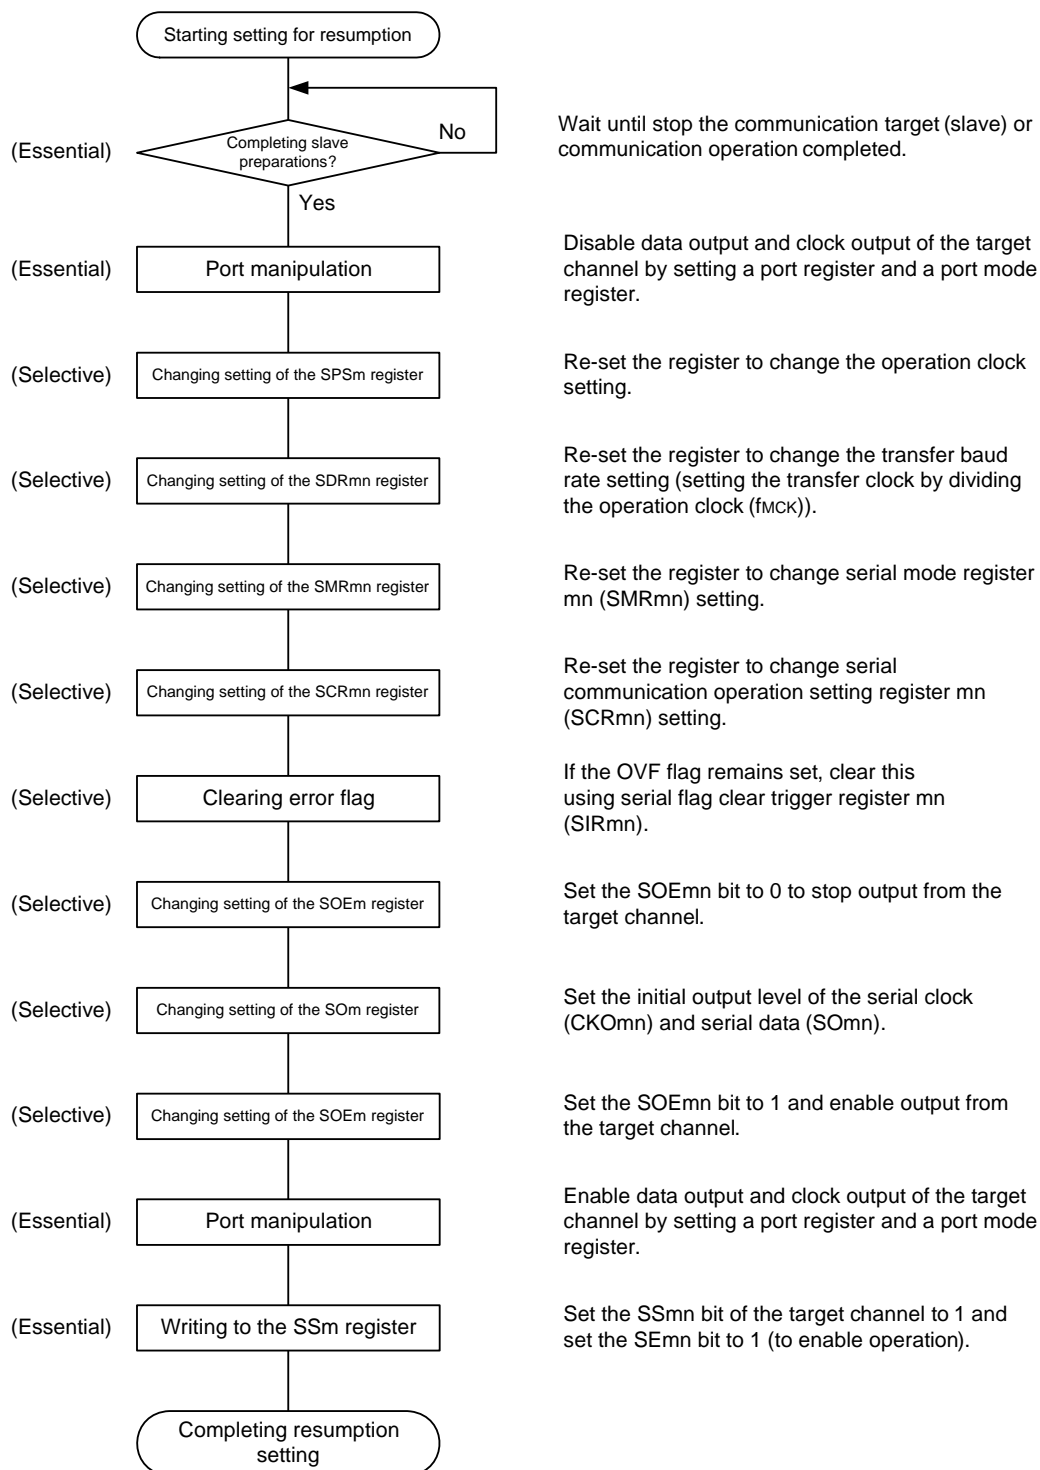 Starting setting for resumption
(Essential)
Completing slave
preparations?
No
Wait until stop the communication target (slave) or
communication operation completed.
Yes
(Essential)
Port manipulation
Disable data output and clock output of the target
channel by setting a port register and a port mode
register.
(Selective)
Changing setting of the SPSm register
Re-set the register to change the operation clock
setting.
(Selective)
Changing setting of the SDRmn register
Re-set the register to change the transfer baud
rate setting (setting the transfer clock by dividing
the operation clock (fMCK)).
(Selective)
Changing setting of the SMRmn register
Re-set the register to change serial mode register
mn (SMRmn) setting.
(Selective)
Changing setting of the SCRmn register
Re-set the register to change serial
communication operation setting register mn
(SCRmn) setting.
(Selective)
Clearing error flag
If the OVF flag remains set, clear this
using serial flag clear trigger register mn
(SIRmn).
(Selective)
Changing setting of the SOEm register
Set the SOEmn bit to 0 to stop output from the
target channel.
(Selective)
Changing setting of the SOm register
Set the initial output level of the serial clock
(CKOmn) and serial data (SOmn).
(Selective)
Changing setting of the SOEm register
Set the SOEmn bit to 1 and enable output from
the target channel.
(Essential)
Port manipulation
Enable data output and clock output of the target
channel by setting a port register and a port mode
register.
(Essential)
Writing to the SSm register
Set the SSmn bit of the target channel to 1 and
set the SEmn bit to 1 (to enable operation).
Completing resumption
setting